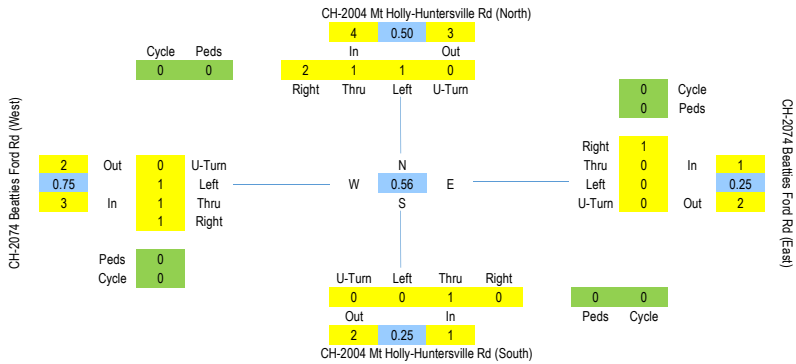 CH-2004 Mt Holly-Huntersville Rd (North)
4 0.50 3
Cycle Peds In Out
0 0 2 1 1 0
Right Thru Left U-Turn
0 Cycle
0 Peds
CH-2074 Beatties Ford Rd (West)
CH-2074 Beatties Ford Rd (East)
Right 1
2 Out 0 U-Turn N Thru 0 In 1
0.75 1 Left W 0.56 E Left 0 0.25
3 In 1 Thru S U-Turn 0 Out 2
1 Right
Peds 0
Cycle 0
U-Turn Left Thru Right
0 0 1 0 0 0
Out In Peds Cycle
2 0.25 1
CH-2004 Mt Holly-Huntersville Rd (South)